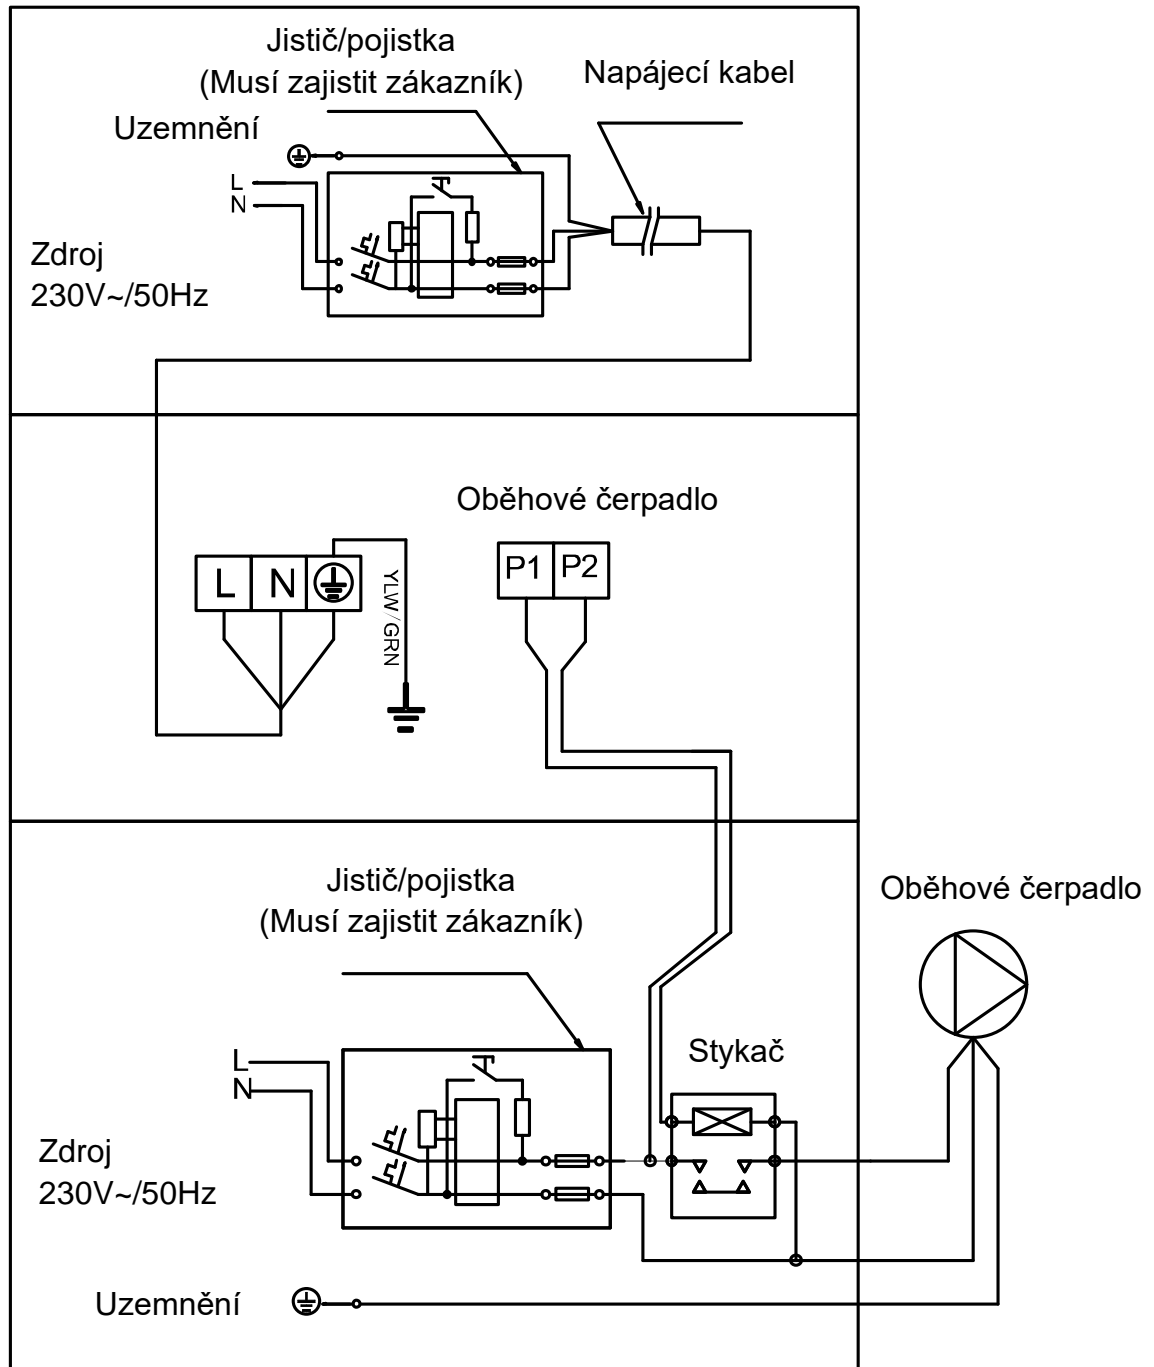 Jistič/pojistka
(Musí zajistit zákazník)
Napájecí kabel
Uzemnění
L
N
Zdroj
230V~/50Hz
Oběhové čerpadlo
L N
YLW/GRN
P1 P2
Jistič/pojistka
(Musí zajistit zákazník)
Oběhové čerpadlo
Stykač
L
N
Zdroj
230V~/50Hz
Uzemnění